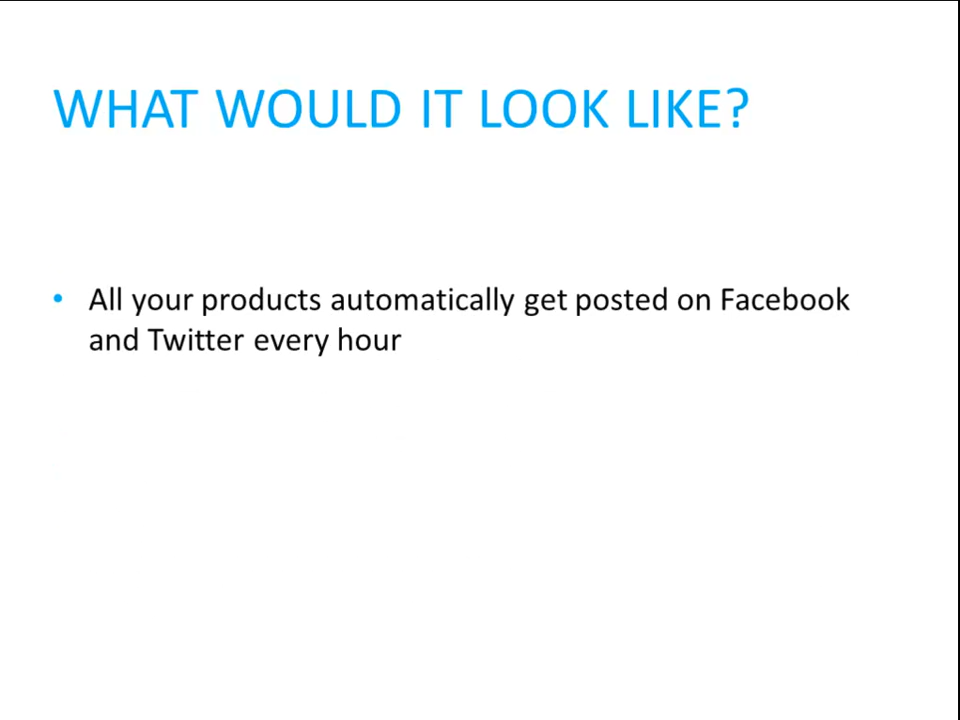 WHAT WOULD IT LOOK LIKE?
• All your products automatically get posted on Facebook
and Twitter every hour